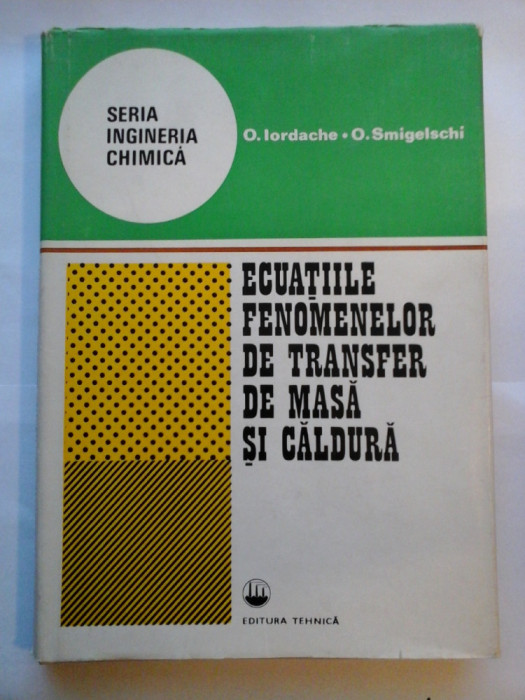 SERIA
INGINERIA
CHIMICĂ
O. Iordache • O. Smigelschi
ECUAȚIILE
FENOMENELOR
DE TRANSFER
DE MASĂ
ȘI CĂLDURĂ
EDITURA TEHNICĂ